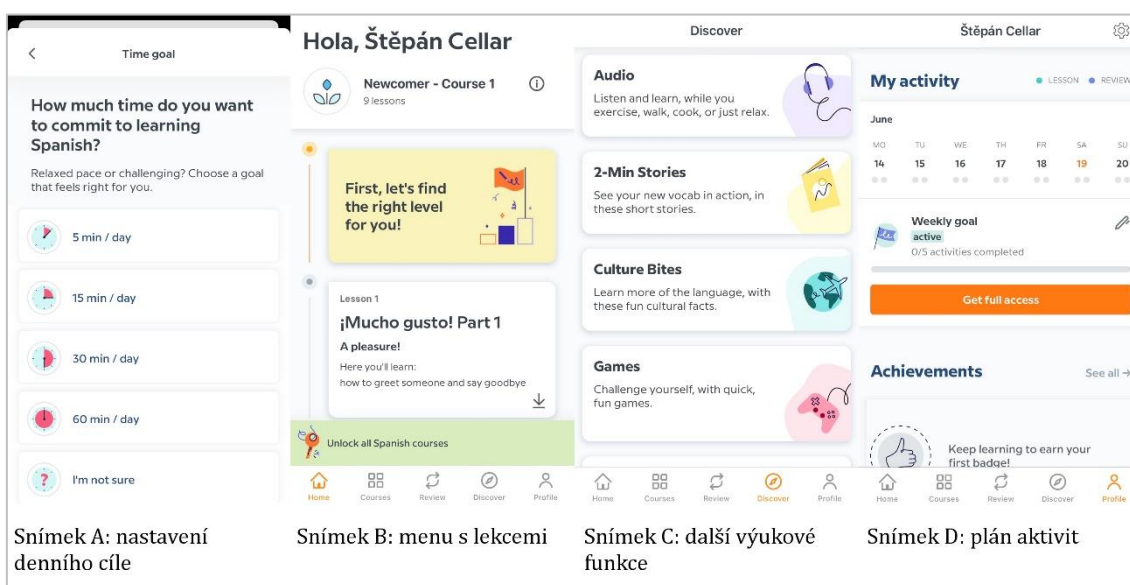 Time goal
How much time do you want
to commit to learning
Spanish?
Relaxed pace or challenging? Choose a goal
that feels right for you.
5 min / day
15 min / day
30 min / day
60 min / day
I'm not sure
Hola, Štěpán Cellar
Newcomer - Course 1
9 lessons
First, let's find
the right level
for you!
Lesson 1
¡Mucho gusto! Part 1
A pleasure!
Here you'll learn:
how to greet someone and say goodbye
Unlock all Spanish courses
Home Courses Review Discover Profile
Discover
Audio
Listen and learn, while you
exercise, walk, cook, or just relax.
2-Min Stories
See your new vocab in action, in
these short stories.
Culture Bites
Learn more of the language, with
these fun cultural facts.
Games
Challenge yourself, with quick,
fun games.
Home Courses Review Discover Profile
Štěpán Cellar
My activity
LESSON REVIEW
June
MO TU WE TH FR SA SU
14 15 16 17 18 19 20
Weekly goal
active
0/5 activities completed
Get full access
Achievements
See all
Keep learning to earn your
first badge!
Home Courses Review Discover Profile
Snímek A: nastavení
denního cíle
Snímek B: menu s lekcemi
Snímek C: další výukové
funkce
Snímek D: plán aktivit